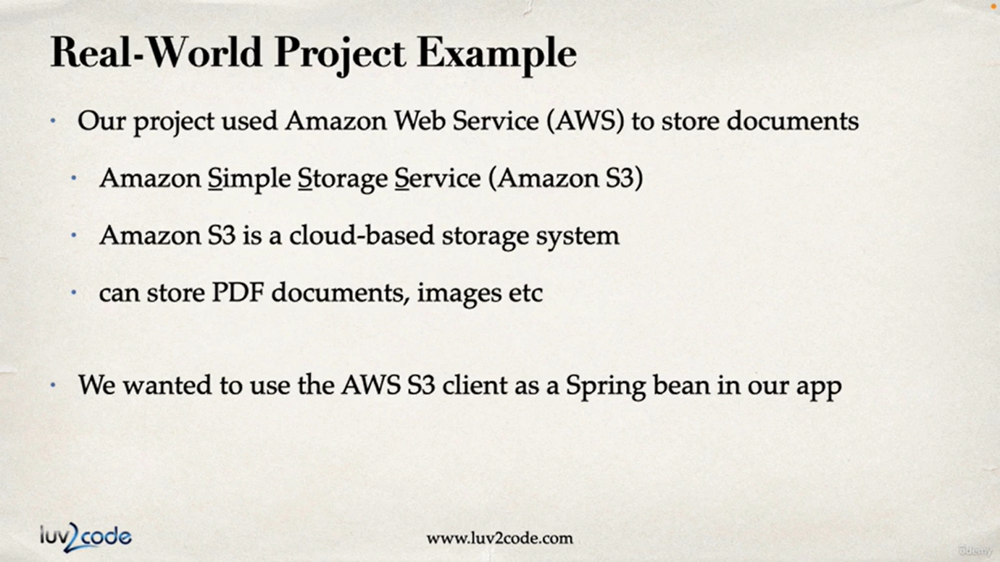 Real-World Project Example
• Our project used Amazon Web Service (AWS) to store documents
• Amazon Simple Storage Service (Amazon S3)
• Amazon S3 is a cloud-based storage system
• can store PDF documents, images etc
• We wanted to use the AWS S3 client as a Spring bean in our app
luv2code
www.luv2code.com
ûdemy